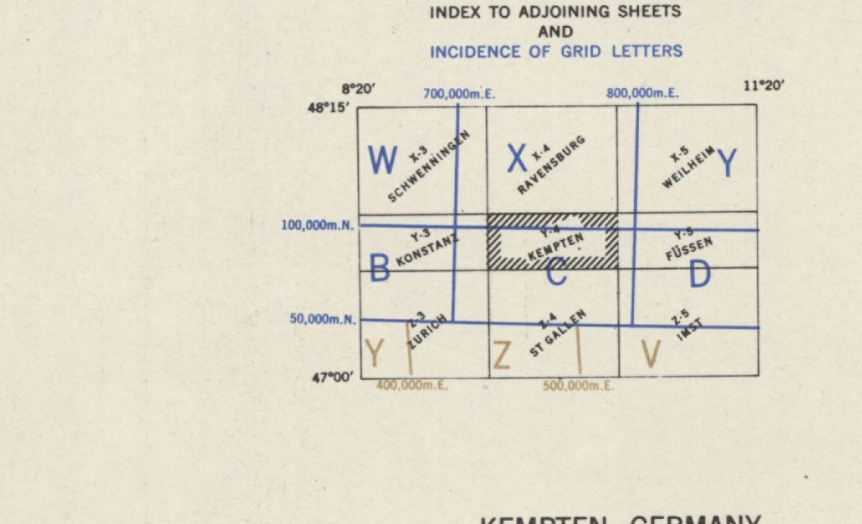 INDEX TO ADJOINING SHEETS
AND
INCIDENCE OF GRID LETTERS
8°20′
700,000m.E.
800,000m.E.
11°20′
48°15′
W
X-3
SCHWENNINGEN
X
X-4
RAVENSBURG
X-5
WEILHEIM
Y
100,000m.N.
Y-3
KONSTANZ
Y-4
KEMPTEN
Y-5
FÜSSEN
B
C
D
50,000m.N.
Z-3
ZURICH
Z-4
ST GALLEN
Z-5
IMST
Y
Z
V
47°00′
400,000m.E.
500,000m.E.
KEMPTEN, GERMANY